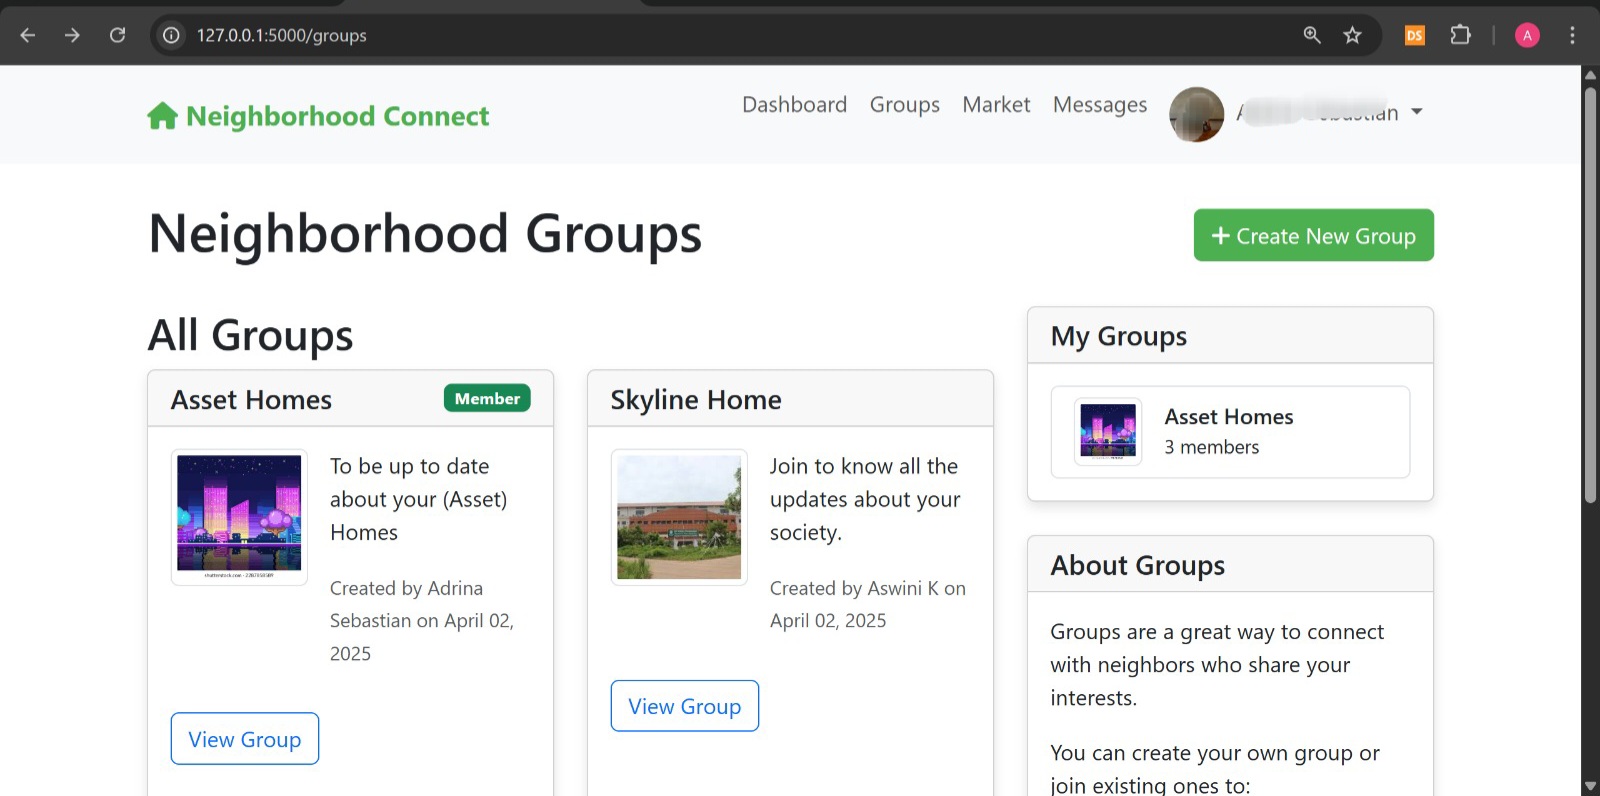 127.0.0.1:5000/groups
DS
A
Neighborhood Connect
Dashboard Groups Market Messages
Neighborhood Groups
+ Create New Group
All Groups
Asset Homes
Member
To be up to date
about your (Asset)
Homes
Created by Adrina
Sebastian on April 02,
2025
View Group
Skyline Home
Join to know all the
updates about your
society.
Created by Aswini K on
April 02, 2025
View Group
My Groups
Asset Homes
3 members
About Groups
Groups are a great way to connect
with neighbors who share your
interests.
You can create your own group or
join existing ones to: